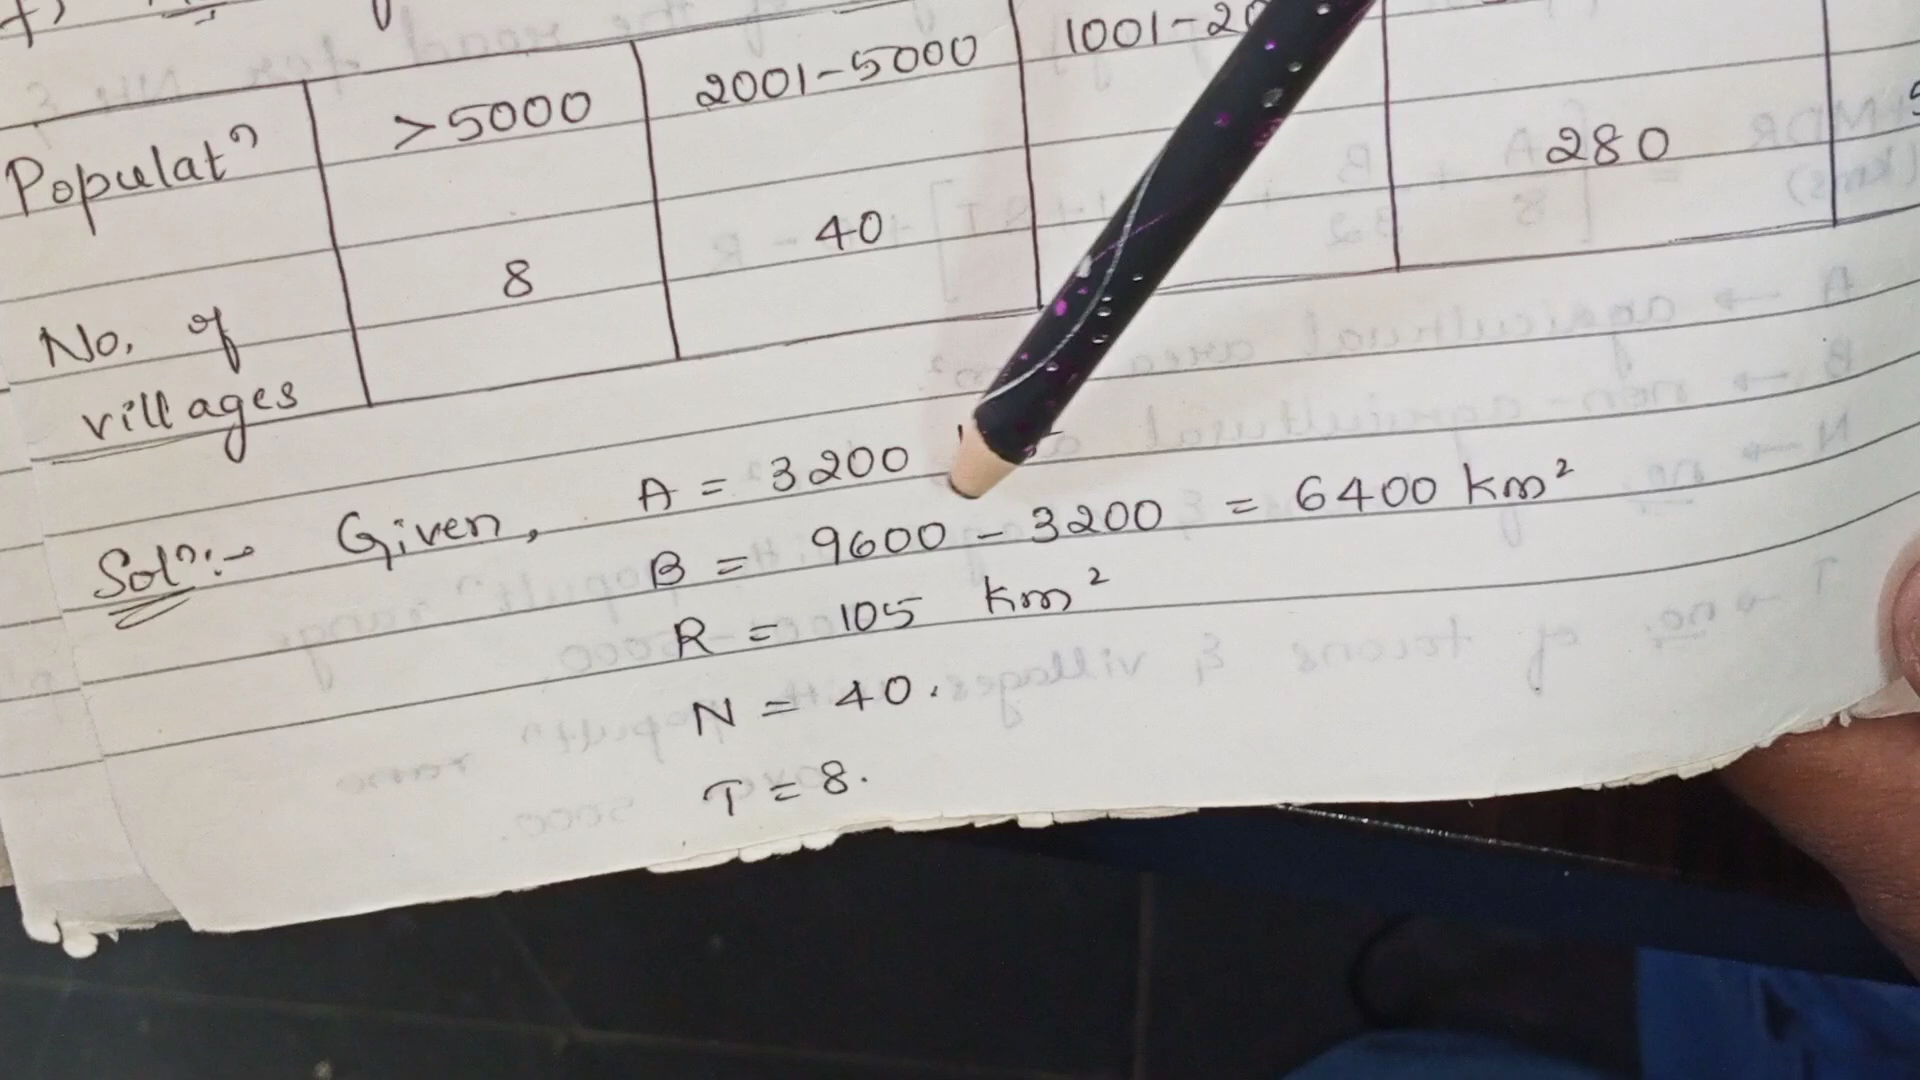 Populatⁿ >5000 2001-5000 1001-20
No. of villages 8 40 280
Solⁿ:- Given, A = 3200
B = 9600 - 3200 = 6400 km²
R = 105 km²
N = 40.
T = 8.